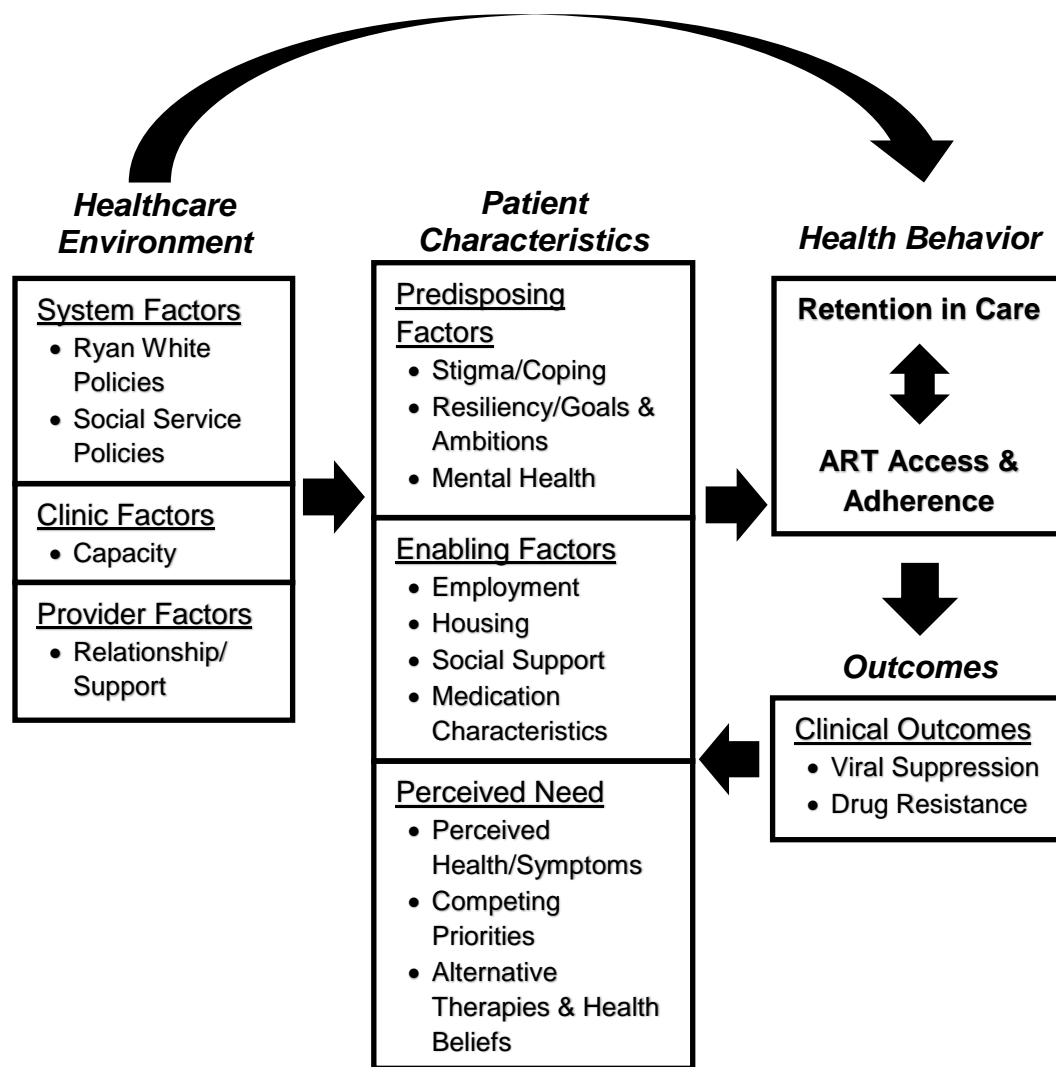 Healthcare
Environment
System Factors
• Ryan White
Policies
• Social Service
Policies
Clinic Factors
• Capacity
Provider Factors
• Relationship/
Support
Patient
Characteristics
Predisposing
Factors
• Stigma/Coping
• Resiliency/Goals &
Ambitions
• Mental Health
Enabling Factors
• Employment
• Housing
• Social Support
• Medication
Characteristics
Perceived Need
• Perceived
Health/Symptoms
• Competing
Priorities
• Alternative
Therapies & Health
Beliefs
Health Behavior
Retention in Care
ART Access &
Adherence
Outcomes
Clinical Outcomes
• Viral Suppression
• Drug Resistance